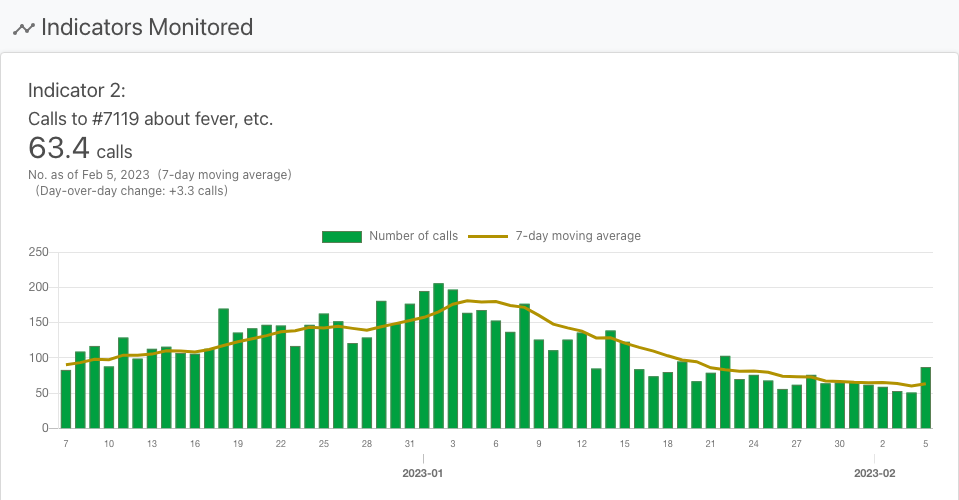 Indicators Monitored
Indicator 2:
Calls to #7119 about fever, etc.
63.4 calls
No. as of Feb 5, 2023 (7-day moving average)
(Day-over-day change: +3.3 calls)
Number of calls 7-day moving average
250
200
150
100
50
0
7 10 13 16 19 22 25 28 31 3 6 9 12 15 18 21 24 27 30 2 5
2023-01 2023-02